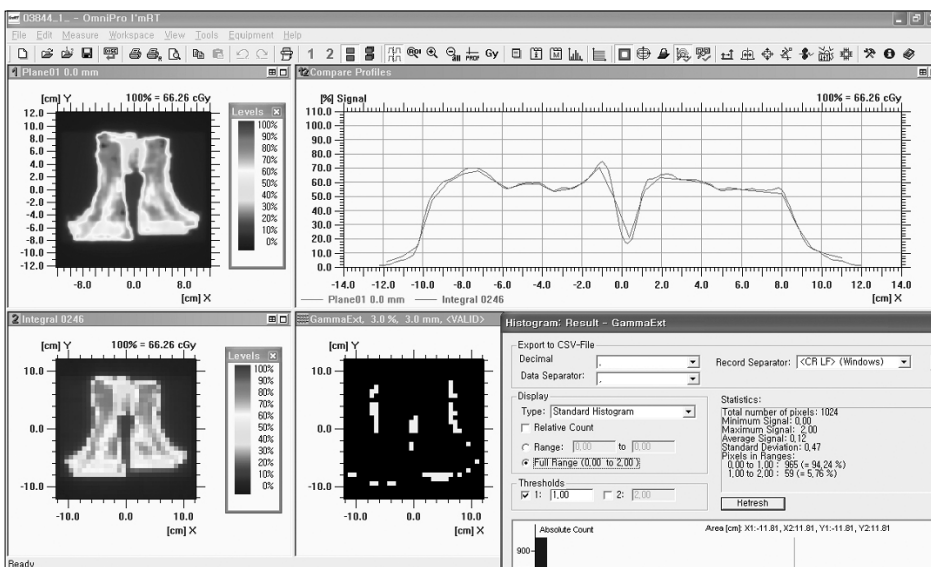 03844_1_ - OmniPro I'mRT
File Edit Measure Workspace View Tools Equipment Help
1 2 Gy
1 Plane01 0.0 mm
[cm] Y 100% = 66.26 cGy
12.0
8.0
6.0
4.0
2.0
0.0
-2.0
-4.0
-6.0
-8.0
-10.0
-12.0
-8.0 0.0 8.0
[cm] X
Levels
100%
90%
80%
70%
60%
50%
40%
30%
20%
10%
0%
Compare Profiles
[%] Signal 100% = 66.26 cGy
110.0
100.0
90.0
80.0
70.0
60.0
50.0
40.0
30.0
20.0
10.0
0.0
-14.0 -12.0 -10.0 -8.0 -6.0 -4.0 -2.0 0.0 2.0 4.0 6.0 8.0 10.0 12.0 14.0
[cm] X
Plane01 0.0 mm Integral 0246
2 Integral 0246
[cm] Y 100% = 66.26 cGy
10.0
0.0
-10.0
-10.0 0.0 10.0
[cm] X
Levels
100%
90%
80%
70%
60%
50%
40%
30%
20%
10%
0%
GammaExt, 3.0 %, 3.0 mm, <VALID>
[cm] Y
10.0
0.0
-10.0
-10.0 0.0 10.0
[cm] X
Histogram: Result - GammaExt
Export to CSV-File
Decimal
Data Separator:
Record Separator: <CR LF> (Windows)
Display
Type: Standard Histogram
Relative Count
Range: 0,00 to 0,00
Full Range (0,00 to 2,00 )
Thresholds
1: 1,00 2: 2,00
Statistics:
Total number of pixels: 1024
Minimum Signal: 0,00
Maximum Signal: 2,00
Average Signal: 0,12
Standard Deviation: 0,47
Pixels in Ranges:
0,00 to 1,00 : 965 (= 94,24 %)
1,00 to 2,00 : 59 (= 5,76 %)
Refresh
Absolute Count Area [cm]: X1:-11.81, X2:11.81, Y1:-11.81, Y2:11.81
900
Ready